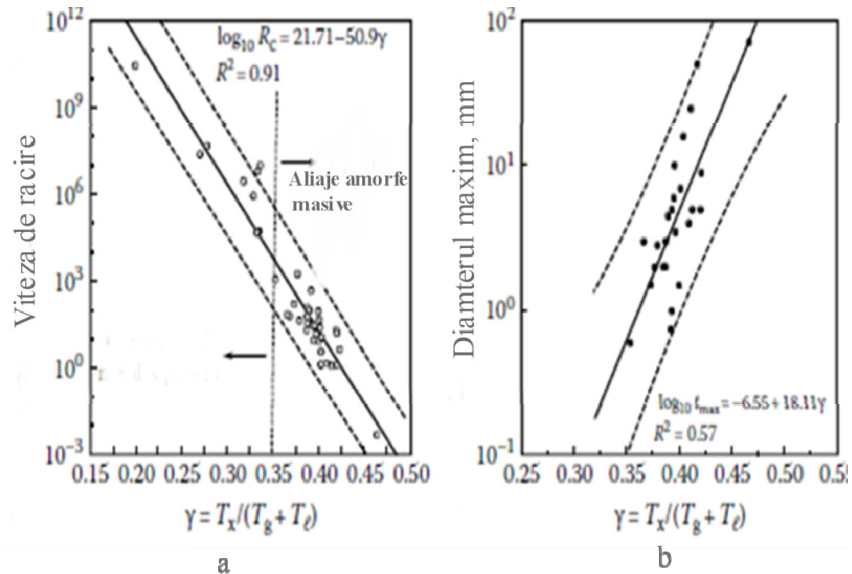 10^12
10^9
10^6
10^3
10^0
10^-3
Viteza de racire
log10 Rc = 21.71–50.9γ
R² = 0.91
Aliaje amorfe
masive
0.15 0.20 0.25 0.30 0.35 0.40 0.45 0.50
γ = Tx/(Tg + Tℓ)
a
10^2
10^1
10^0
10^-1
Diamterul maxim, mm
log10 tmax = −6.55 + 18.11γ
R² = 0.57
0.25 0.30 0.35 0.40 0.45 0.50 0.55
γ = Tx/(Tg + Tℓ)
b